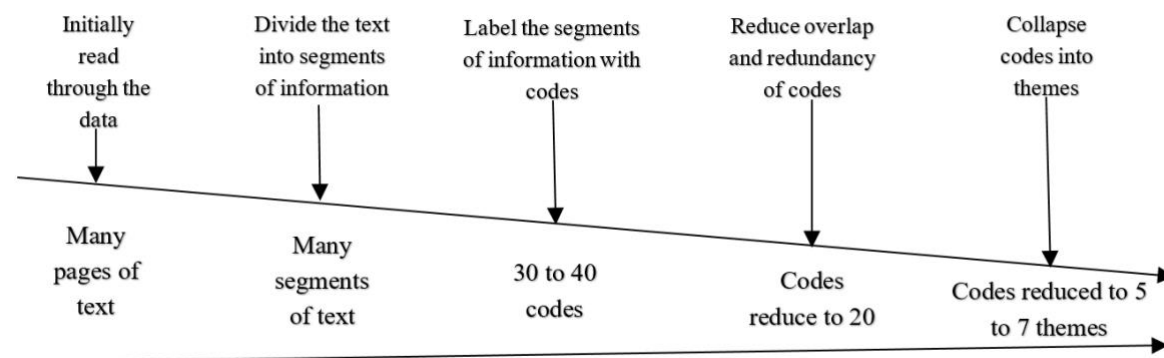 Initially
read
through the
data
Divide the text
into segments
of information
Label the segments
of information with
codes
Reduce overlap
and redundancy
of codes
Collapse
codes into
themes
Many
pages of
text
Many
segments
of text
30 to 40
codes
Codes
reduce to 20
Codes reduced to 5
to 7 themes